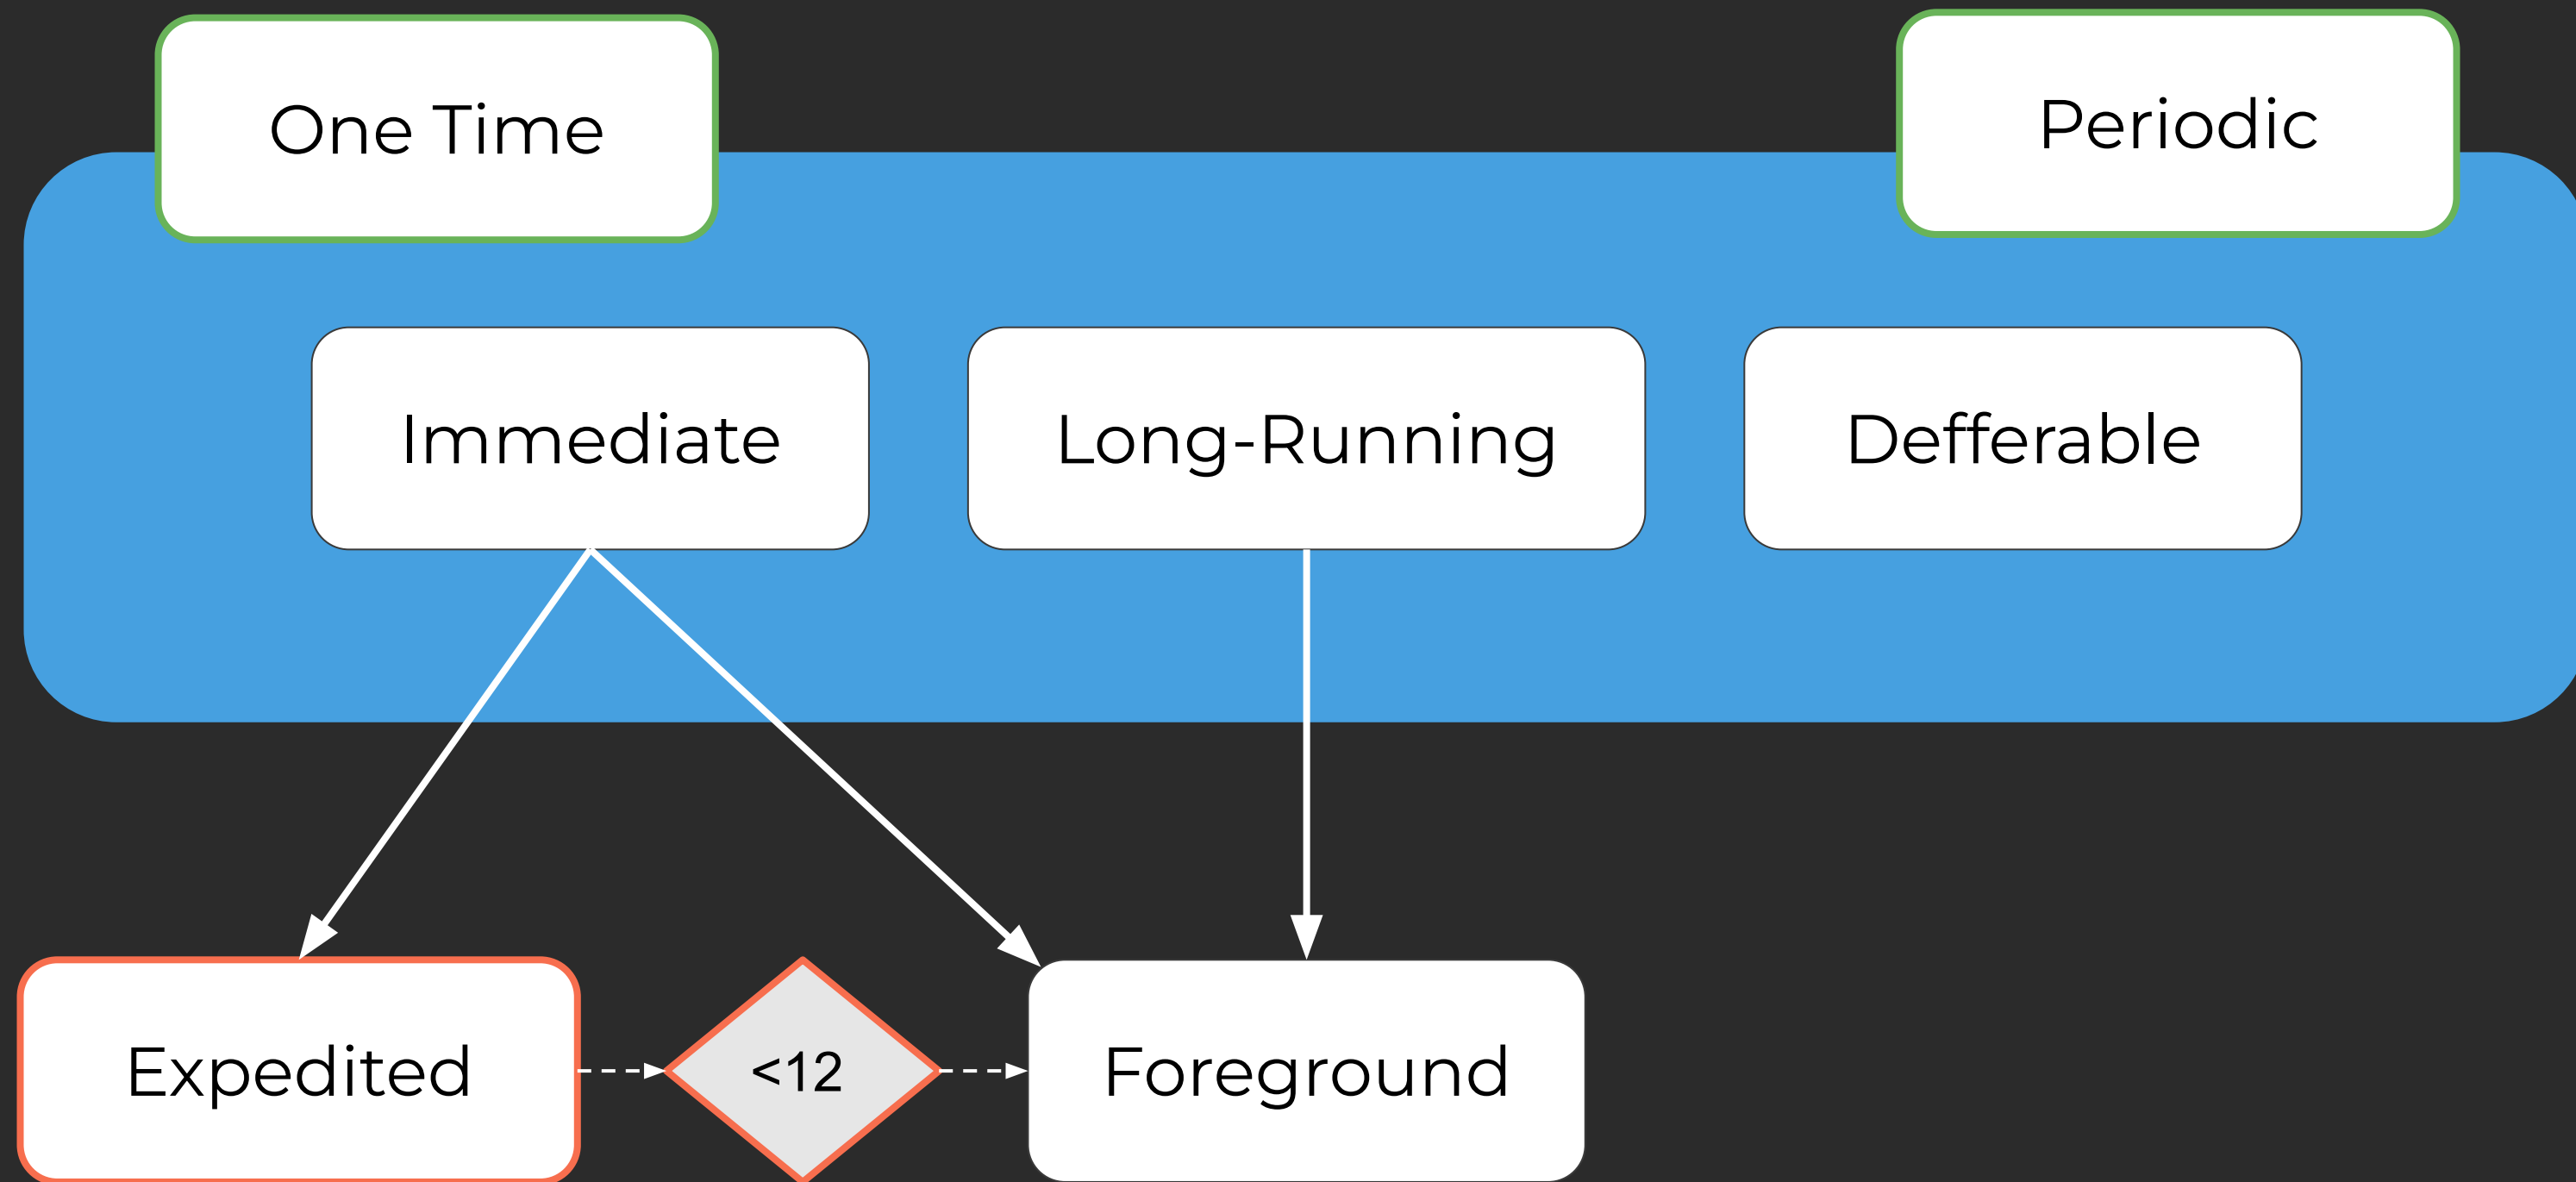 One Time
Periodic
Immediate
Long-Running
Defferable
Expedited
<12
Foreground